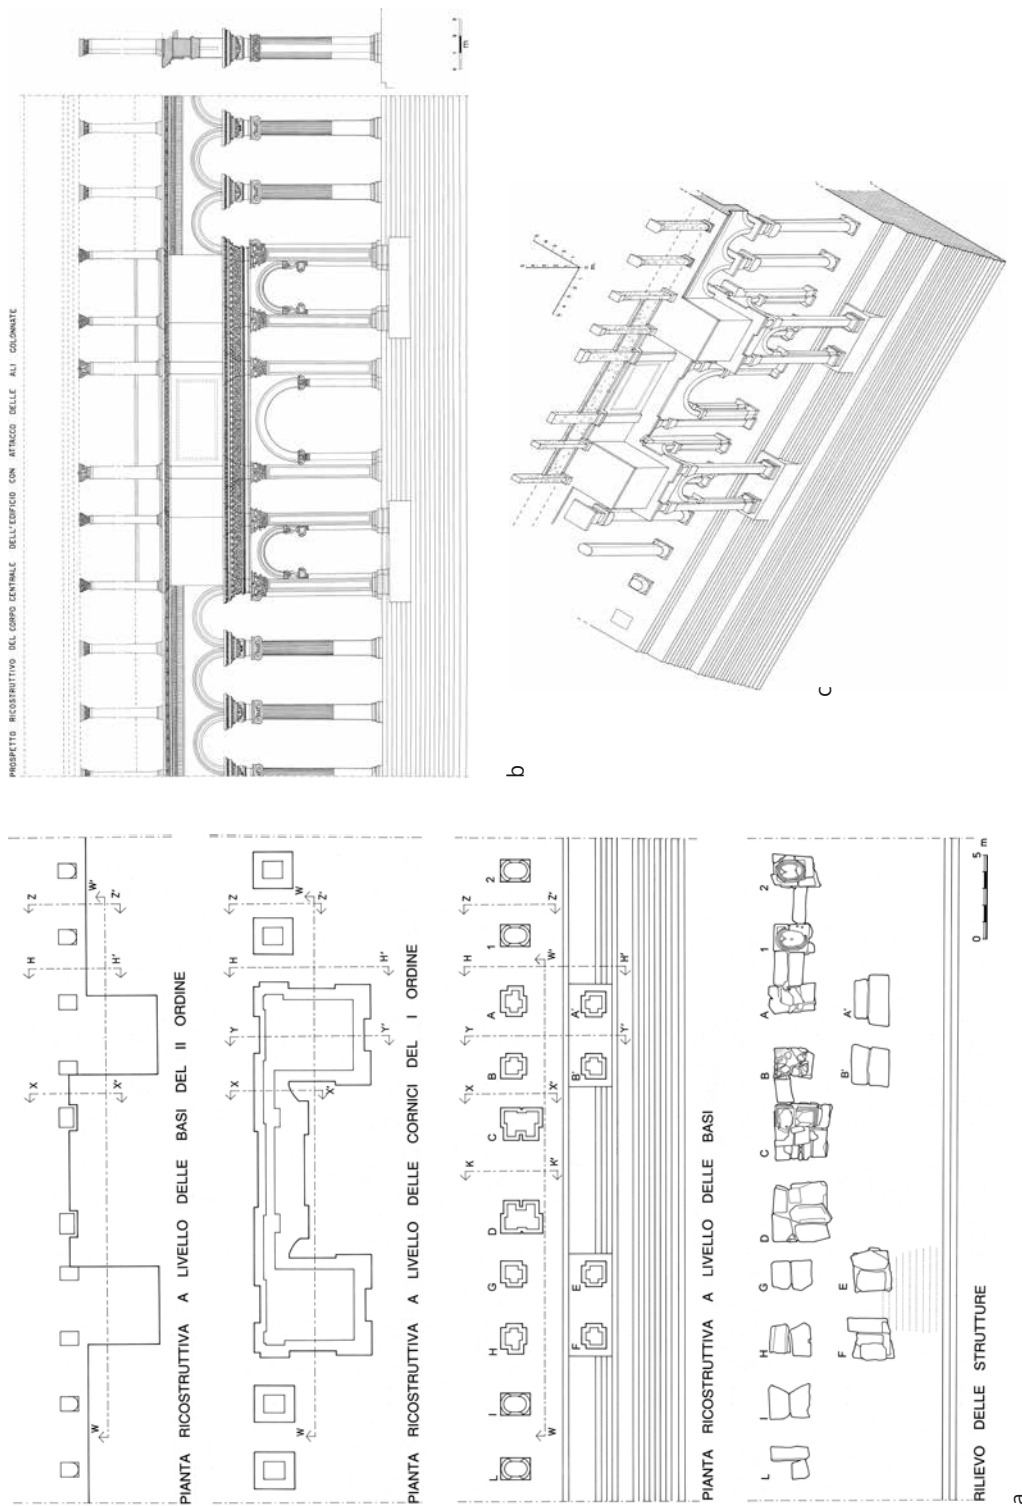 PROSPETTO RICOSTRUTTIVO DEL CORPO CENTRALE DELL'EDIFICIO CON ATTACCO DELLE ALI COLONNATE
m
b
c
X
H
Z
W
W'
X'
H'
Z'
PIANTA RICOSTRUTTIVA A LIVELLO DELLE BASI DEL II ORDINE
X
Y
H
Z
W
W
X'
Y'
H'
Z'
PIANTA RICOSTRUTTIVA A LIVELLO DELLE CORNICI DEL I ORDINE
K
X
Y
H
Z
L
I
H
G
D
C
B
A
1
2
W
W'
K'
X'
Z'
F
E
B'
A'
Y'
H'
PIANTA RICOSTRUTTIVA A LIVELLO DELLE BASI
L
I
H
G
D
C
B
A
1
2
F
E
B'
A'
RILIEVO DELLE STRUTTURE
0
5
m
a